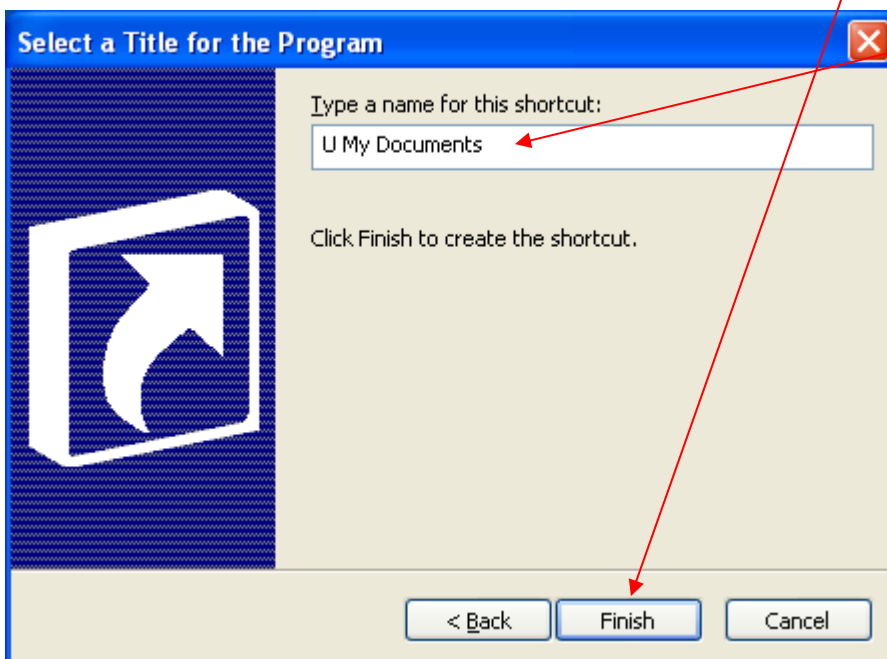 Select a Title for the Program
Type a name for this shortcut:
U My Documents
Click Finish to create the shortcut.
< Back
Finish
Cancel